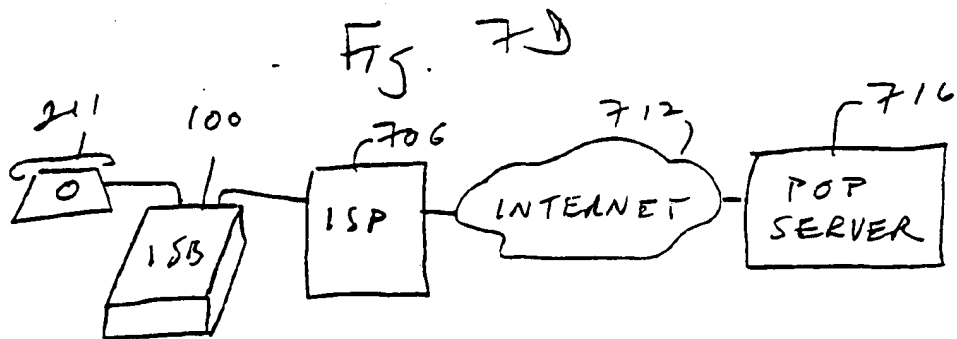 Fig. 7D
211
100
706
712
716
ISB
ISP
INTERNET
POP
SERVER